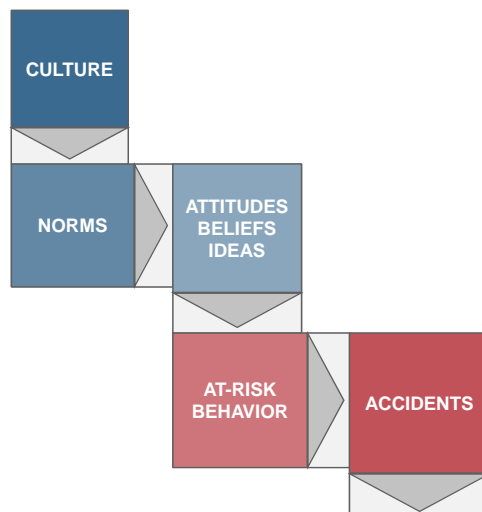 CULTURE
NORMS
ATTITUDES
BELIEFS
IDEAS
AT-RISK
BEHAVIOR
ACCIDENTS